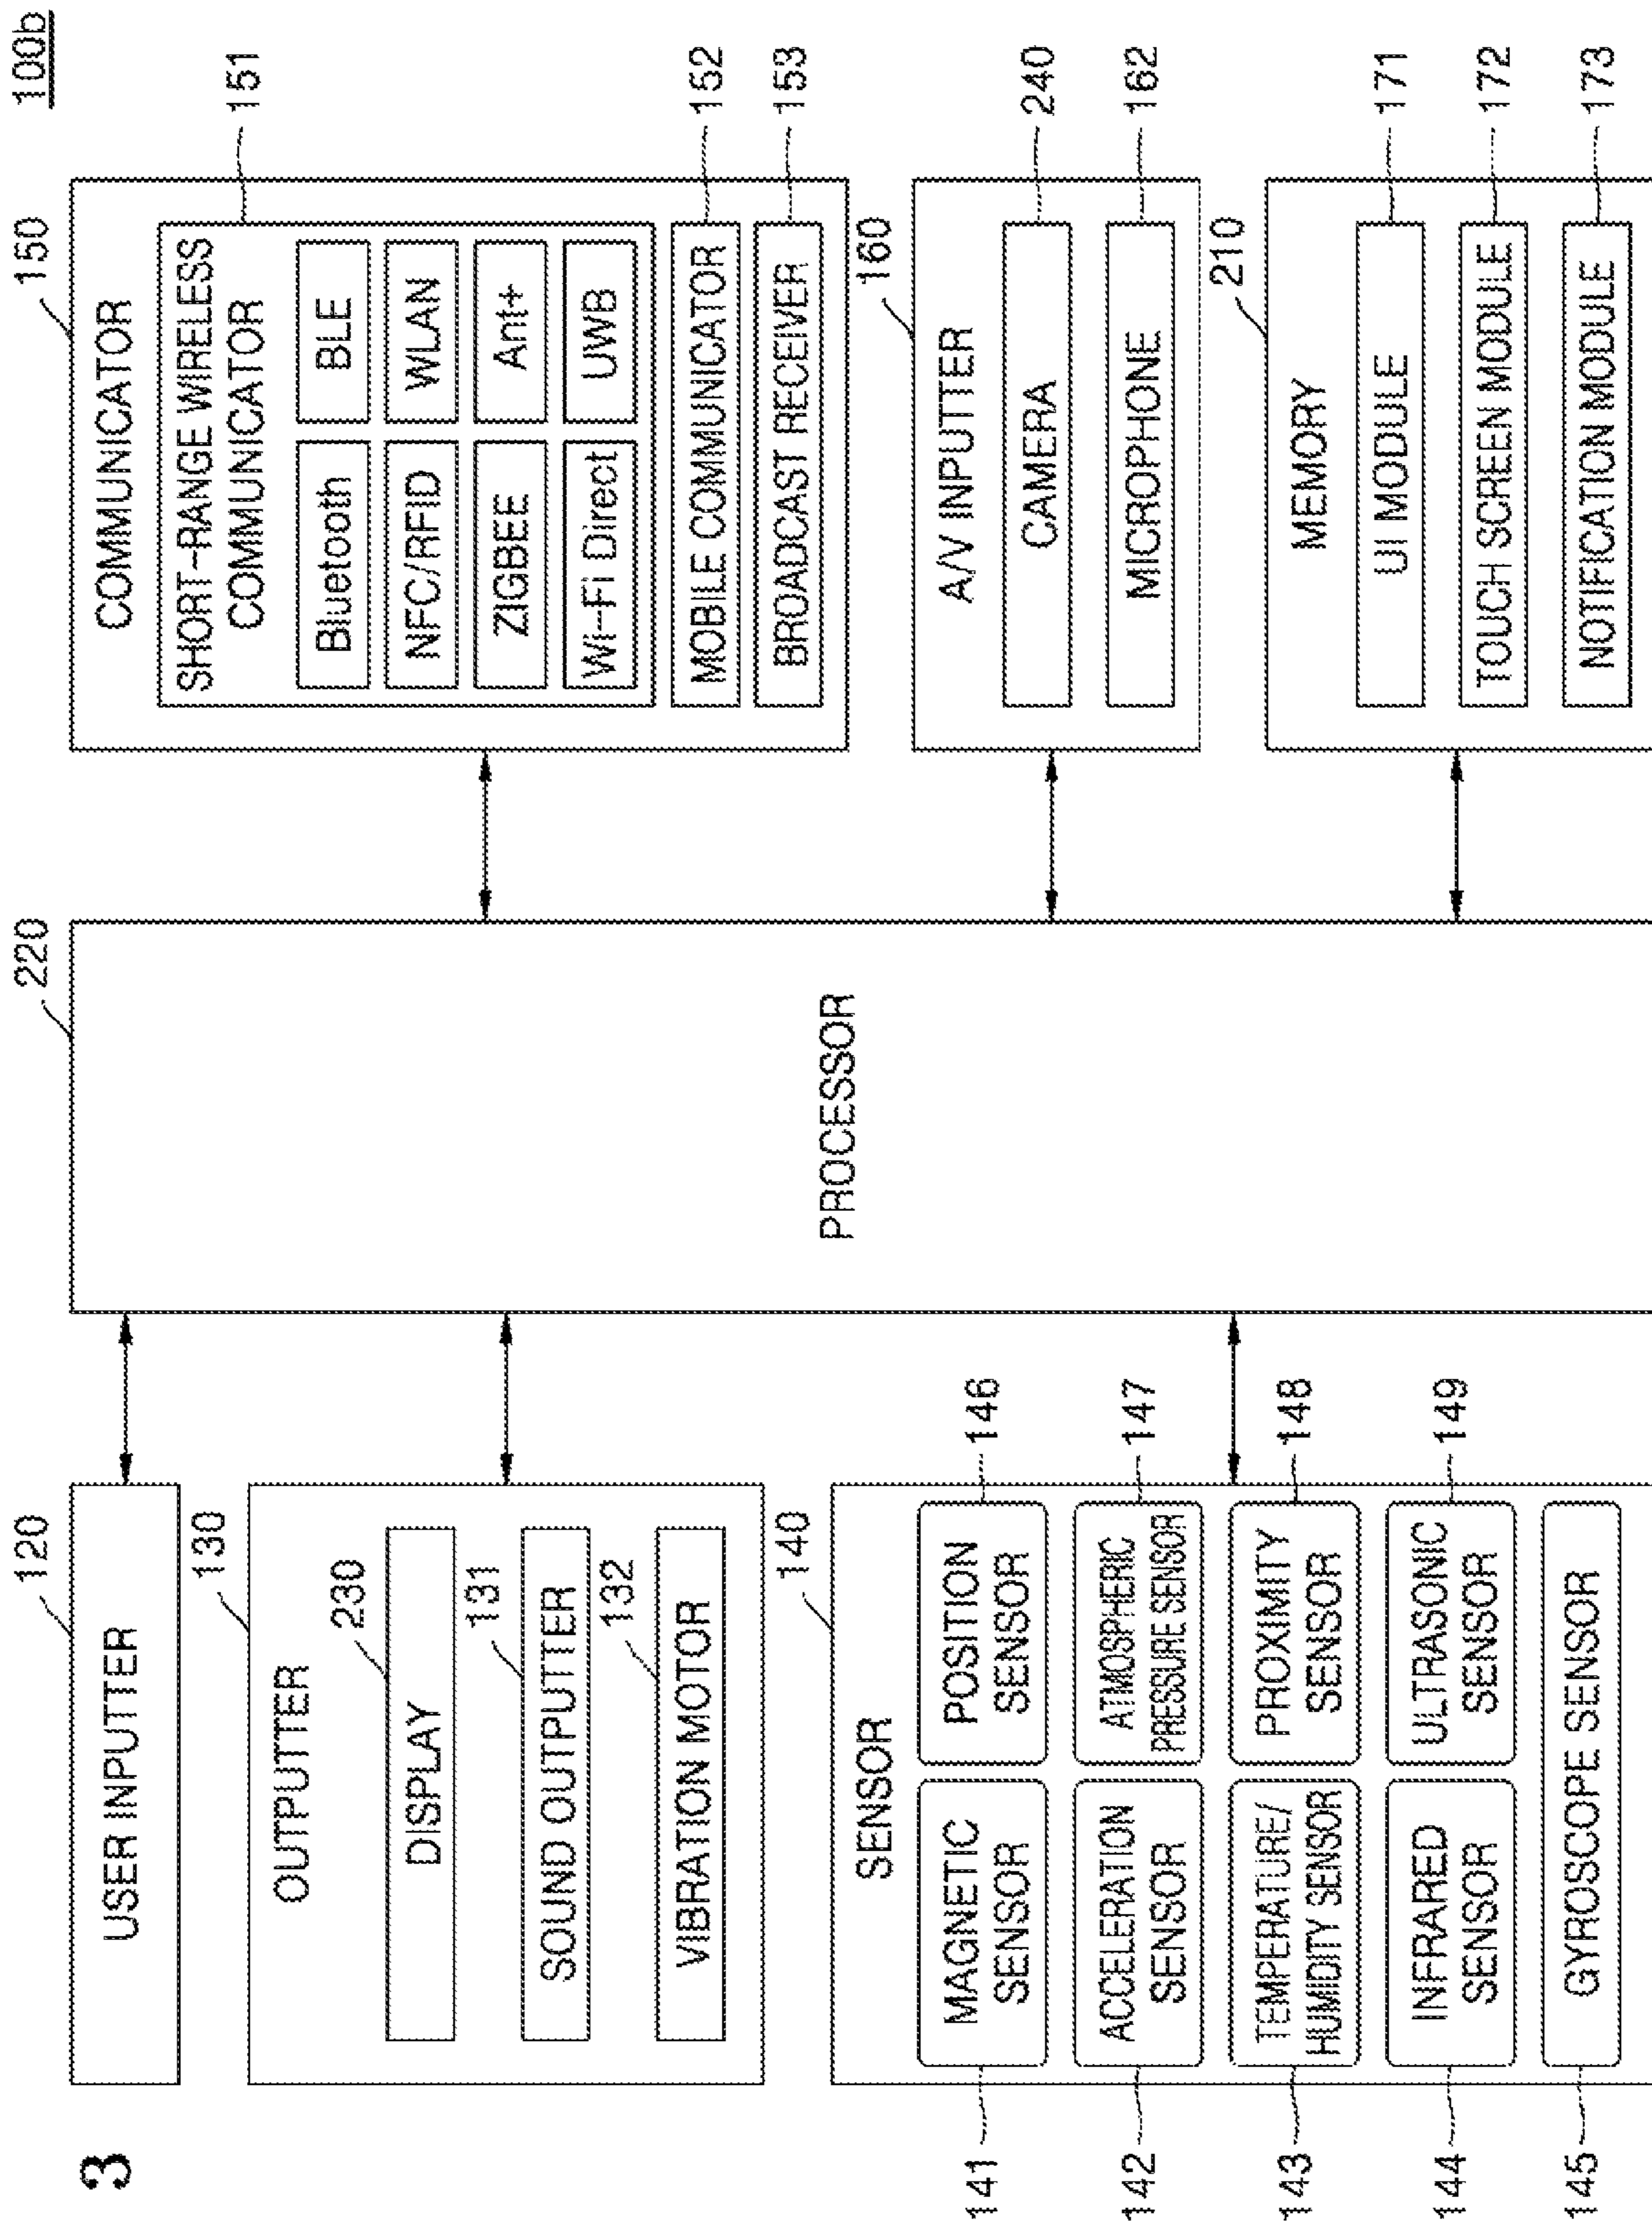 3
100b
120
USER INPUTTER
130
OUTPUTTER
230
DISPLAY
131
SOUND OUTPUTTER
132
VIBRATION MOTOR
140
SENSOR
141
MAGNETIC
SENSOR
POSITION
SENSOR
146
142
ACCELERATION
SENSOR
ATMOSPHERIC
PRESSURE SENSOR
147
143
TEMPERATURE/
HUMIDITY SENSOR
PROXIMITY
SENSOR
148
144
INFRARED
SENSOR
ULTRASONIC
SENSOR
149
145
GYROSCOPE SENSOR
220
PROCESSOR
150
COMMUNICATOR
SHORT-RANGE WIRELESS
COMMUNICATOR
151
Bluetooth
BLE
NFC/RFID
WLAN
ZIGBEE
Ant+
Wi-Fi Direct
UWB
MOBILE COMMUNICATOR
152
BROADCAST RECEIVER
153
160
A/V INPUTTER
CAMERA
240
MICROPHONE
162
210
MEMORY
UI MODULE
171
TOUCH SCREEN MODULE
172
NOTIFICATION MODULE
173